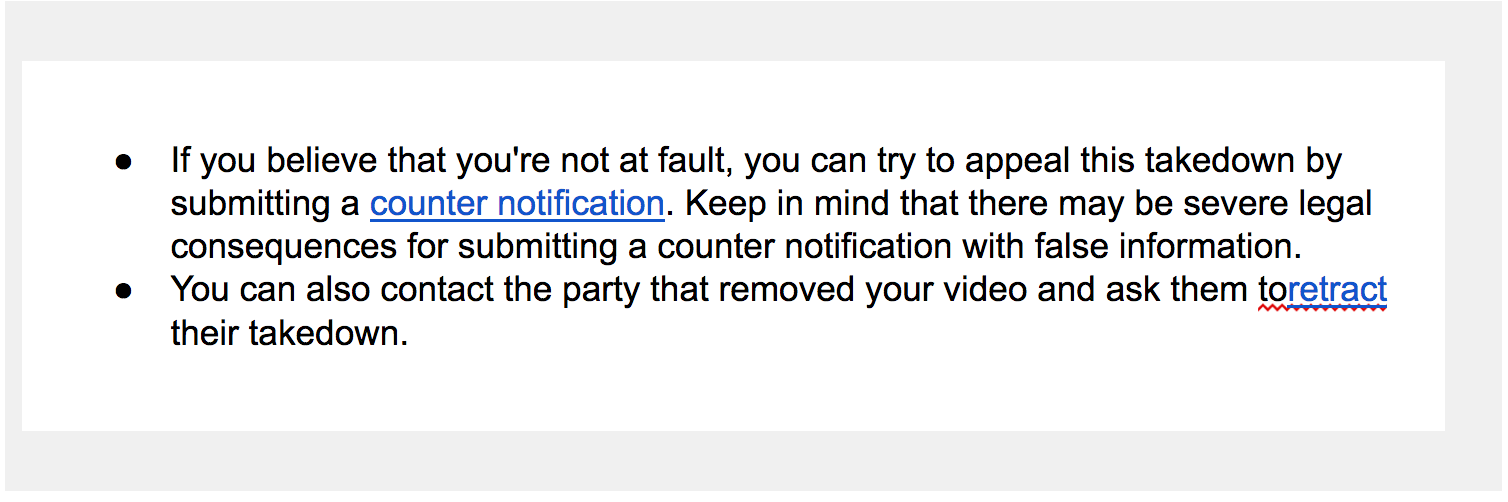 ● If you believe that you're not at fault, you can try to appeal this takedown by
submitting a counter notification. Keep in mind that there may be severe legal
consequences for submitting a counter notification with false information.
● You can also contact the party that removed your video and ask them toretract
their takedown.